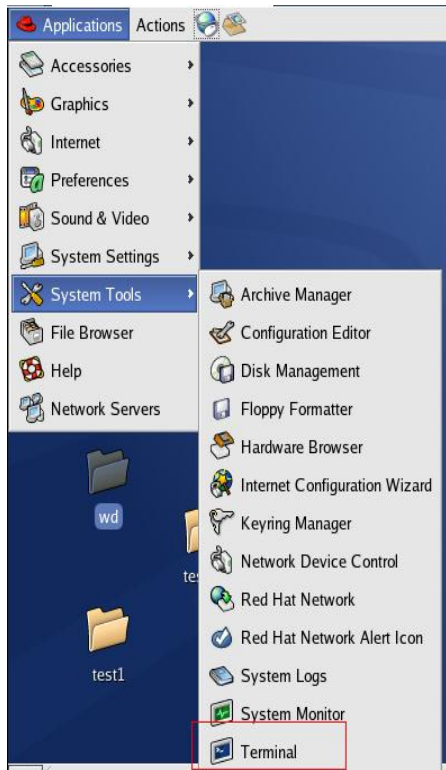 Applications Actions
Accessories
Graphics
Internet
Preferences
Sound & Video
System Settings
System Tools
File Browser
Help
Network Servers
Archive Manager
Configuration Editor
Disk Management
Floppy Formatter
Hardware Browser
Internet Configuration Wizard
Keyring Manager
Network Device Control
Red Hat Network
Red Hat Network Alert Icon
System Logs
System Monitor
Terminal
wd
tes
test1